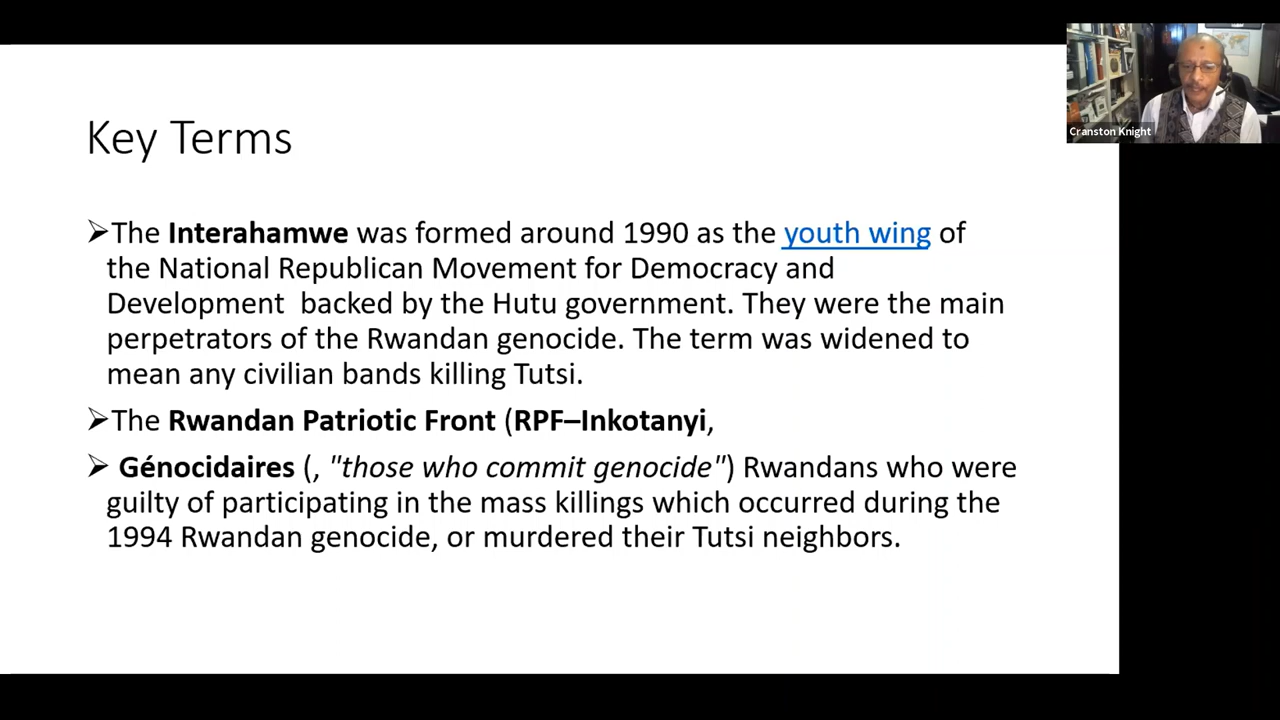 Cranston Knight
Key Terms
➢The Interahamwe was formed around 1990 as the youth wing of
the National Republican Movement for Democracy and
Development  backed by the Hutu government. They were the main
perpetrators of the Rwandan genocide. The term was widened to
mean any civilian bands killing Tutsi.
➢The Rwandan Patriotic Front (RPF–Inkotanyi,
➢ Génocidaires (, "those who commit genocide") Rwandans who were
guilty of participating in the mass killings which occurred during the
1994 Rwandan genocide, or murdered their Tutsi neighbors.